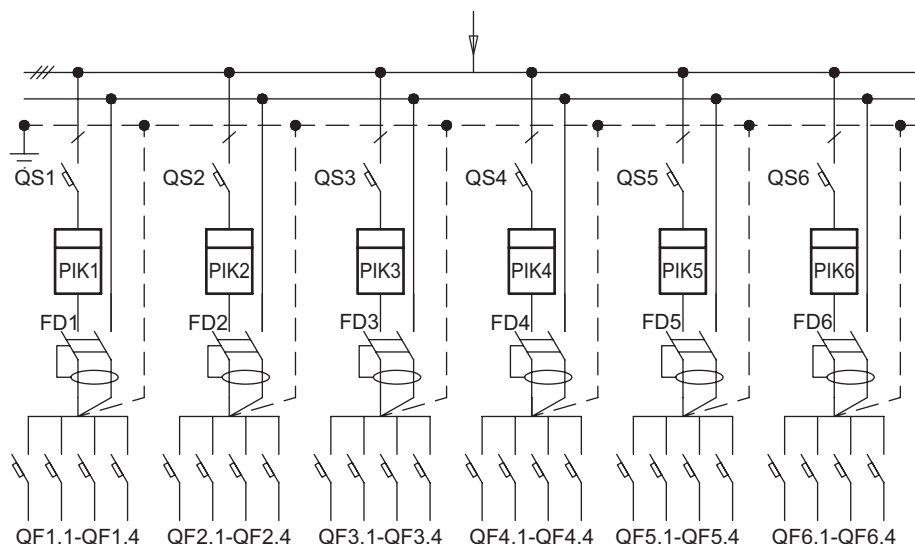 QS1 QS2 QS3 QS4 QS5 QS6
PIK1 PIK2 PIK3 PIK4 PIK5 PIK6
FD1 FD2 FD3 FD4 FD5 FD6
QF1.1-QF1.4 QF2.1-QF2.4 QF3.1-QF3.4 QF4.1-QF4.4 QF5.1-QF5.4 QF6.1-QF6.4